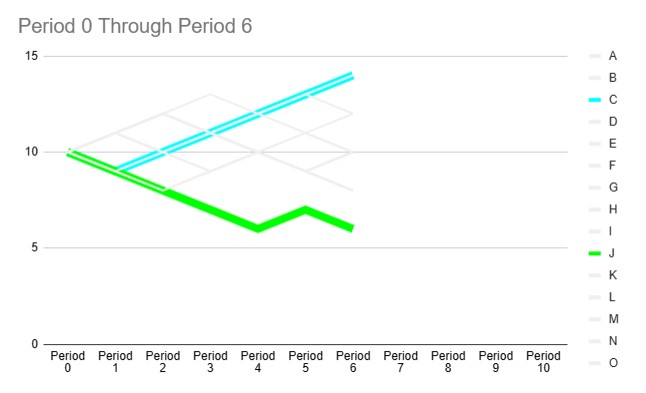 Period 0 Through Period 6
15
10
5
0
Period 0
Period 1
Period 2
Period 3
Period 4
Period 5
Period 6
Period 7
Period 8
Period 9
Period 10
A
B
C
D
E
F
G
H
I
J
K
L
M
N
O